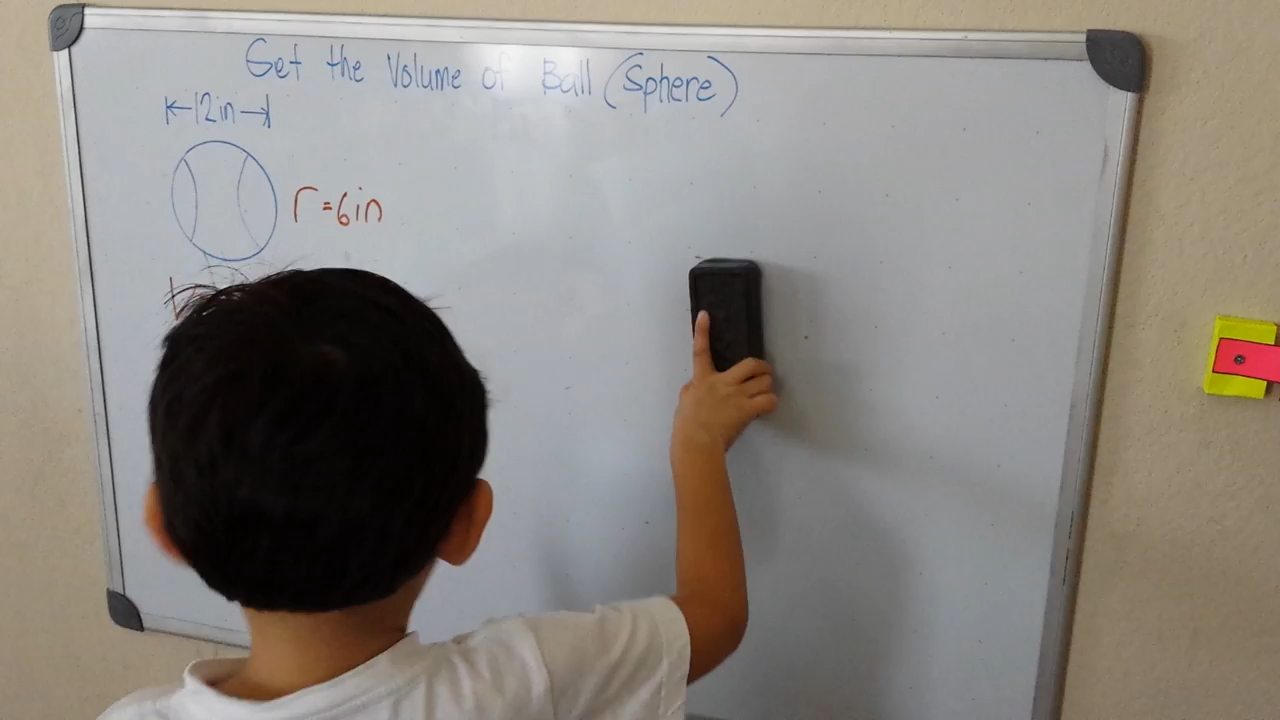 Get the Volume of Ball (Sphere)
12in
r=6in